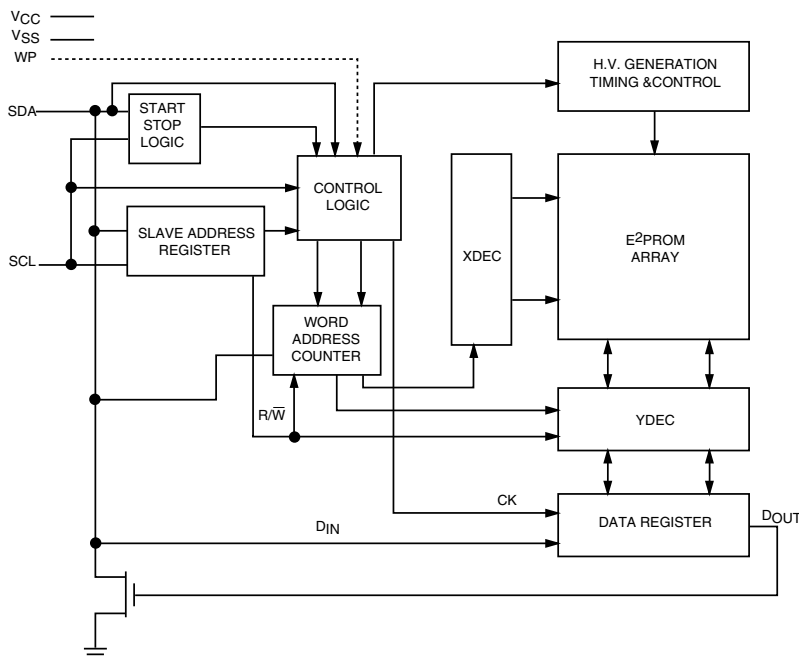 VCC
VSS
WP
SDA
START
STOP
LOGIC
H.V. GENERATION
TIMING &CONTROL
CONTROL
LOGIC
SLAVE ADDRESS
REGISTER
SCL
XDEC
E²PROM
ARRAY
WORD
ADDRESS
COUNTER
R/W̅
YDEC
CK
DIN
DATA REGISTER
DOUT